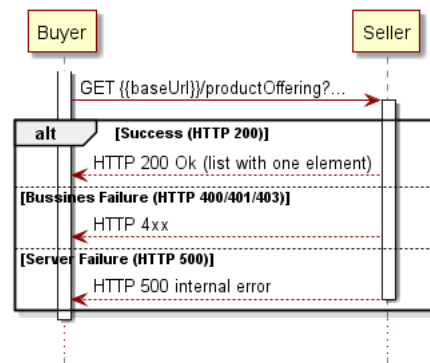 Buyer
Seller
GET {{baseUrl}}/productOffering?...
alt
[Success (HTTP 200)]
HTTP 200 Ok (list with one element)
[Bussines Failure (HTTP 400/401/403)]
HTTP 4xx
[Server Failure (HTTP 500)]
HTTP 500 internal error